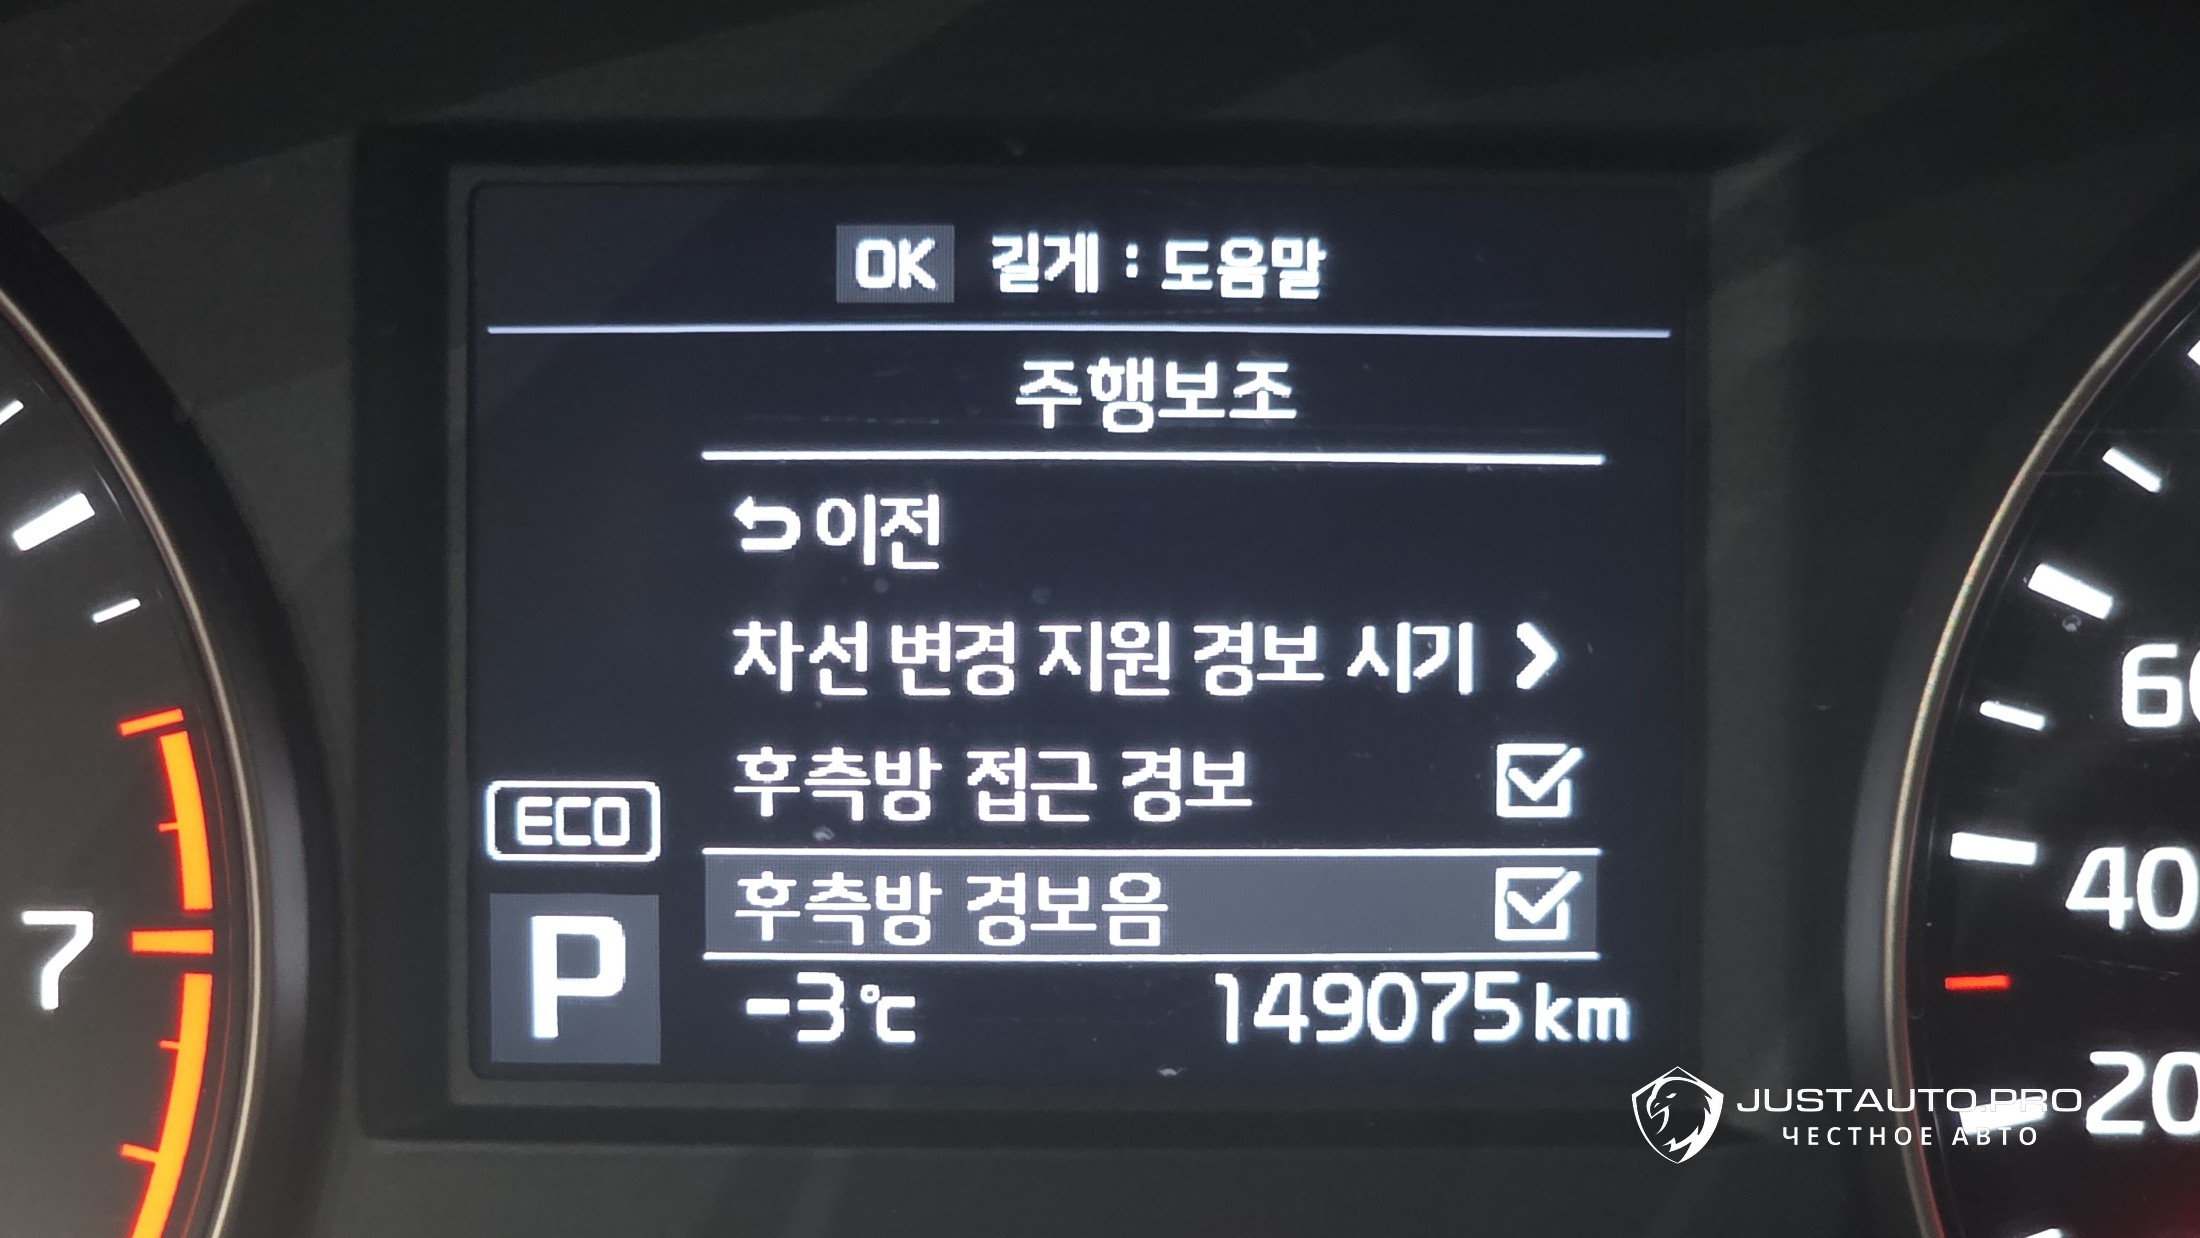 OK 길게 : 도움말
주행보조
이전
차선 변경 지원 경보 시기
후측방 접근 경보
후측방 경보음
ECO
P
-3℃ 149075km
7
60
40
20
JUSTAUTO.PRO
ЧЕСТНОЕ АВТО